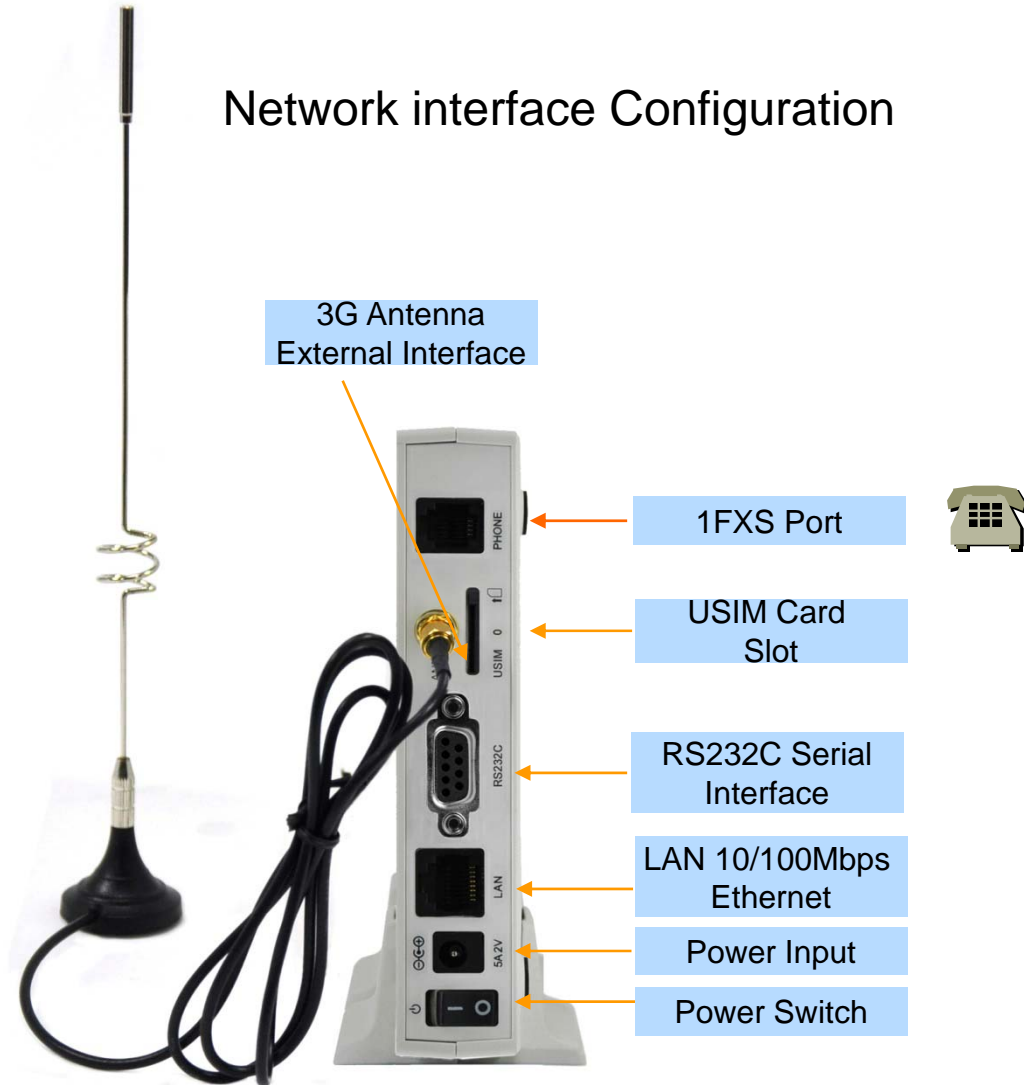 Network interface Configuration
3G Antenna
External Interface
1FXS Port
USIM Card
Slot
RS232C Serial
Interface
LAN 10/100Mbps
Ethernet
Power Input
Power Switch
PHONE
USIM 0
RS232C
LAN
5A2V